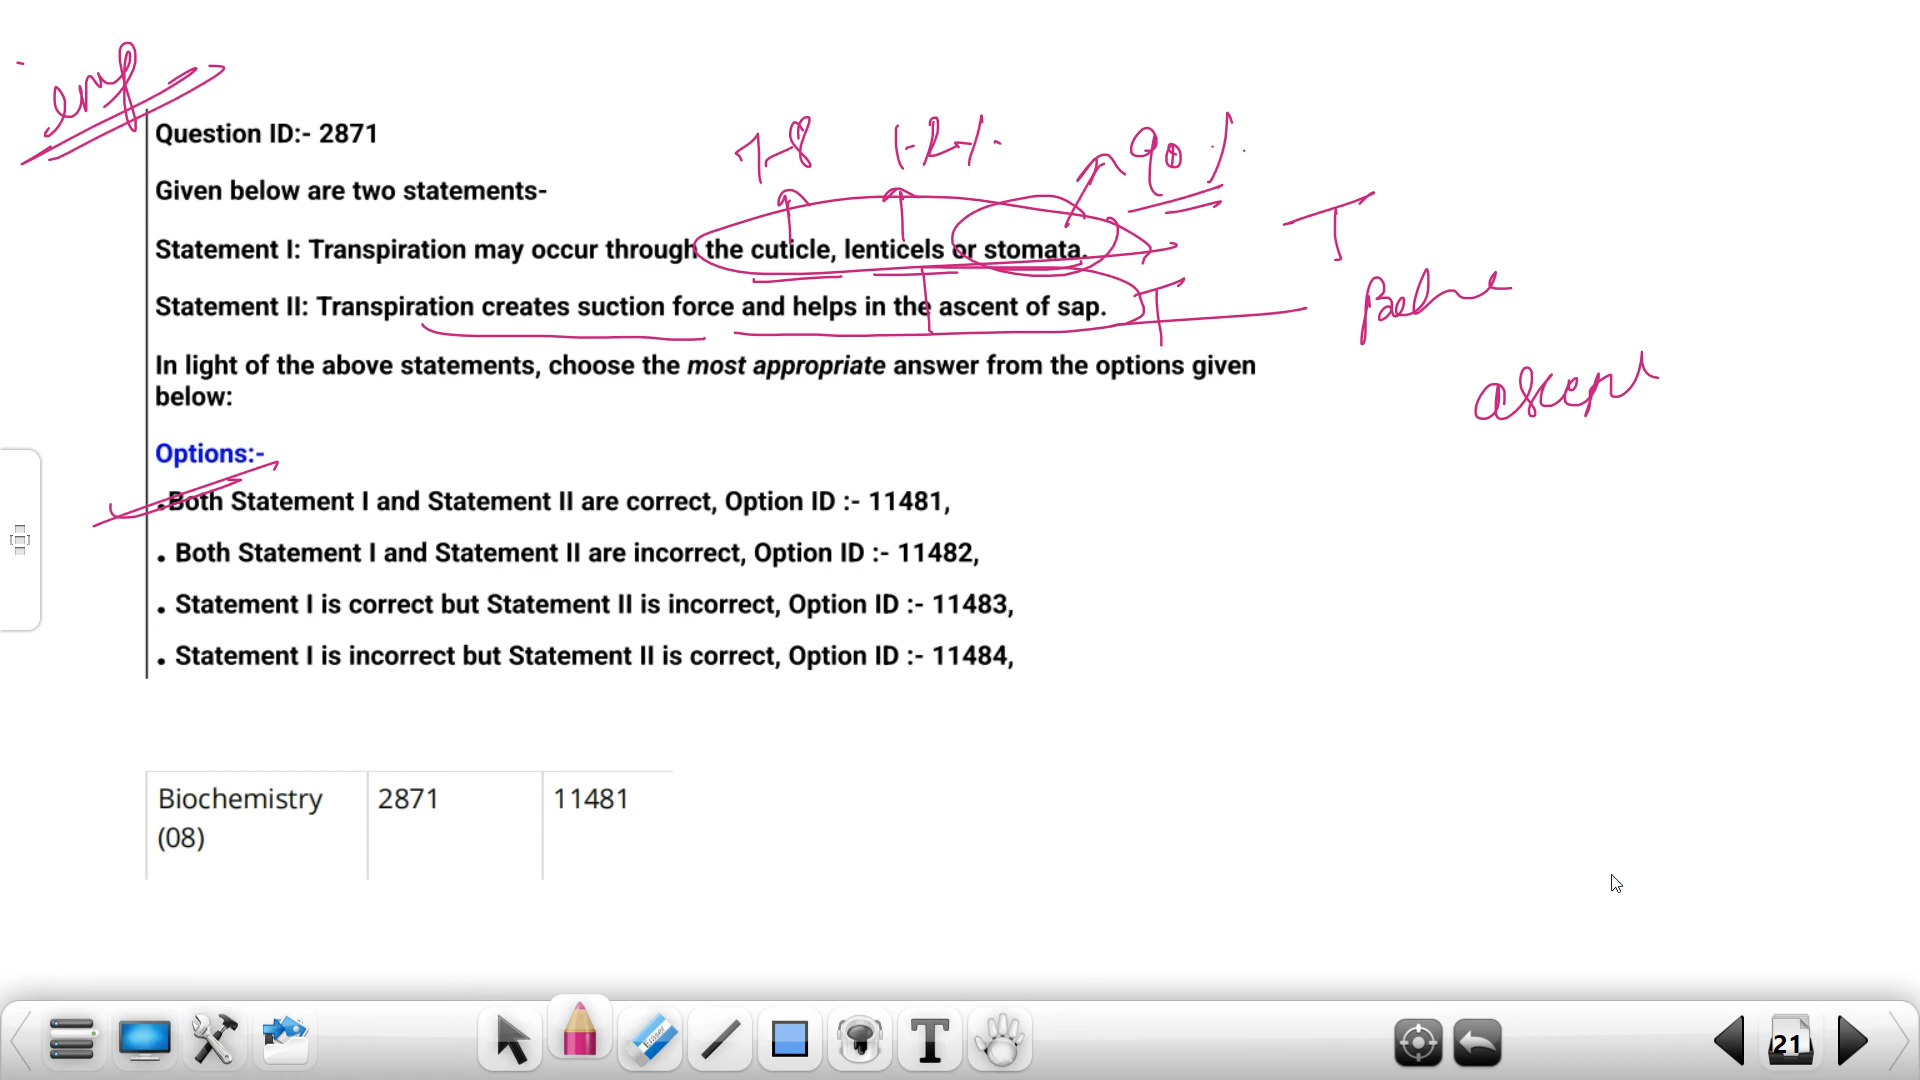 imp
Question ID:- 2871
7-8 1-2% 90%
Given below are two statements-
Statement I: Transpiration may occur through the cuticle, lenticels or stomata. T
Statement II: Transpiration creates suction force and helps in the ascent of sap. T
In light of the above statements, choose the most appropriate answer from the options given
below:
ascent
Options:-
.Both Statement I and Statement II are correct, Option ID :- 11481,
. Both Statement I and Statement II are incorrect, Option ID :- 11482,
. Statement I is correct but Statement II is incorrect, Option ID :- 11483,
. Statement I is incorrect but Statement II is correct, Option ID :- 11484,
Biochemistry 2871 11481
(08)
Eraser
T
21